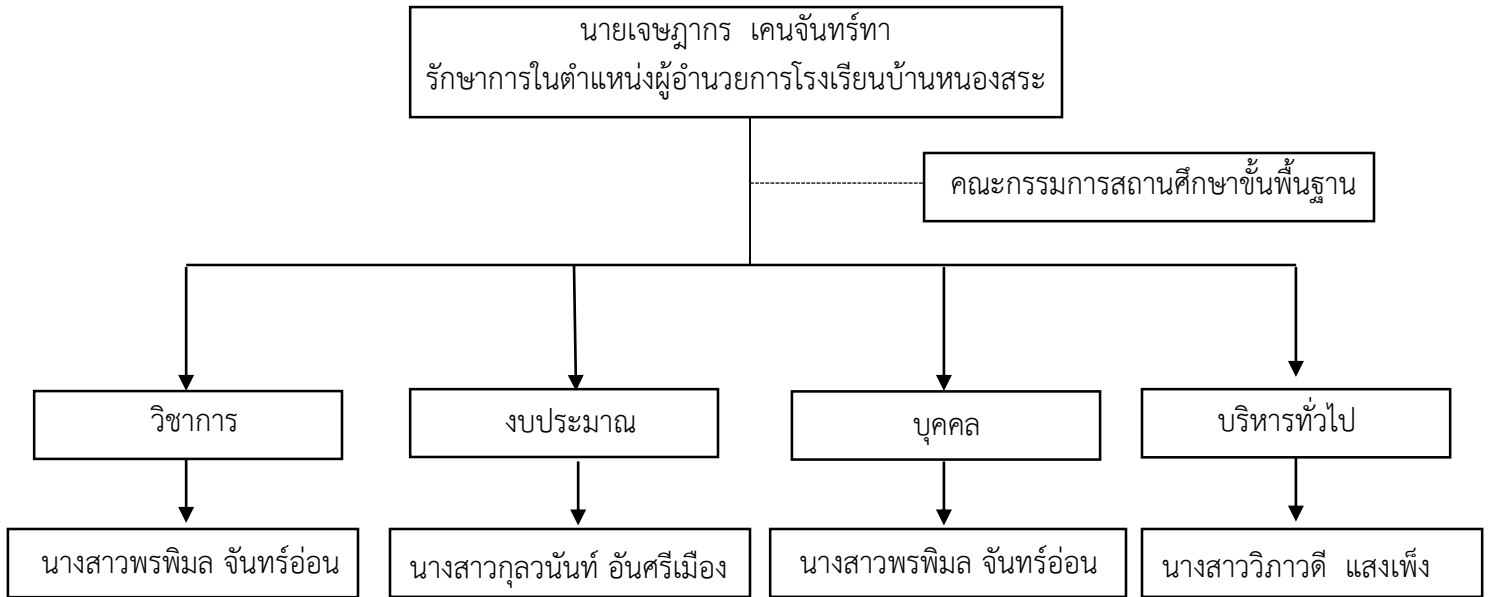 นายเจษฎากร เคนจันทร์ทา
รักษาการในตำแหน่งผู้อำนวยการโรงเรียนบ้านหนองสระ
คณะกรรมการสถานศึกษาขั้นพื้นฐาน
วิชาการ
งบประมาณ
บุคคล
บริหารทั่วไป
นางสาวพรพิมล จันทร์อ่อน
นางสาวกุลวนันท์ อันศรีเมือง
นางสาวพรพิมล จันทร์อ่อน
นางสาววิภาวดี แสงเพ็ง